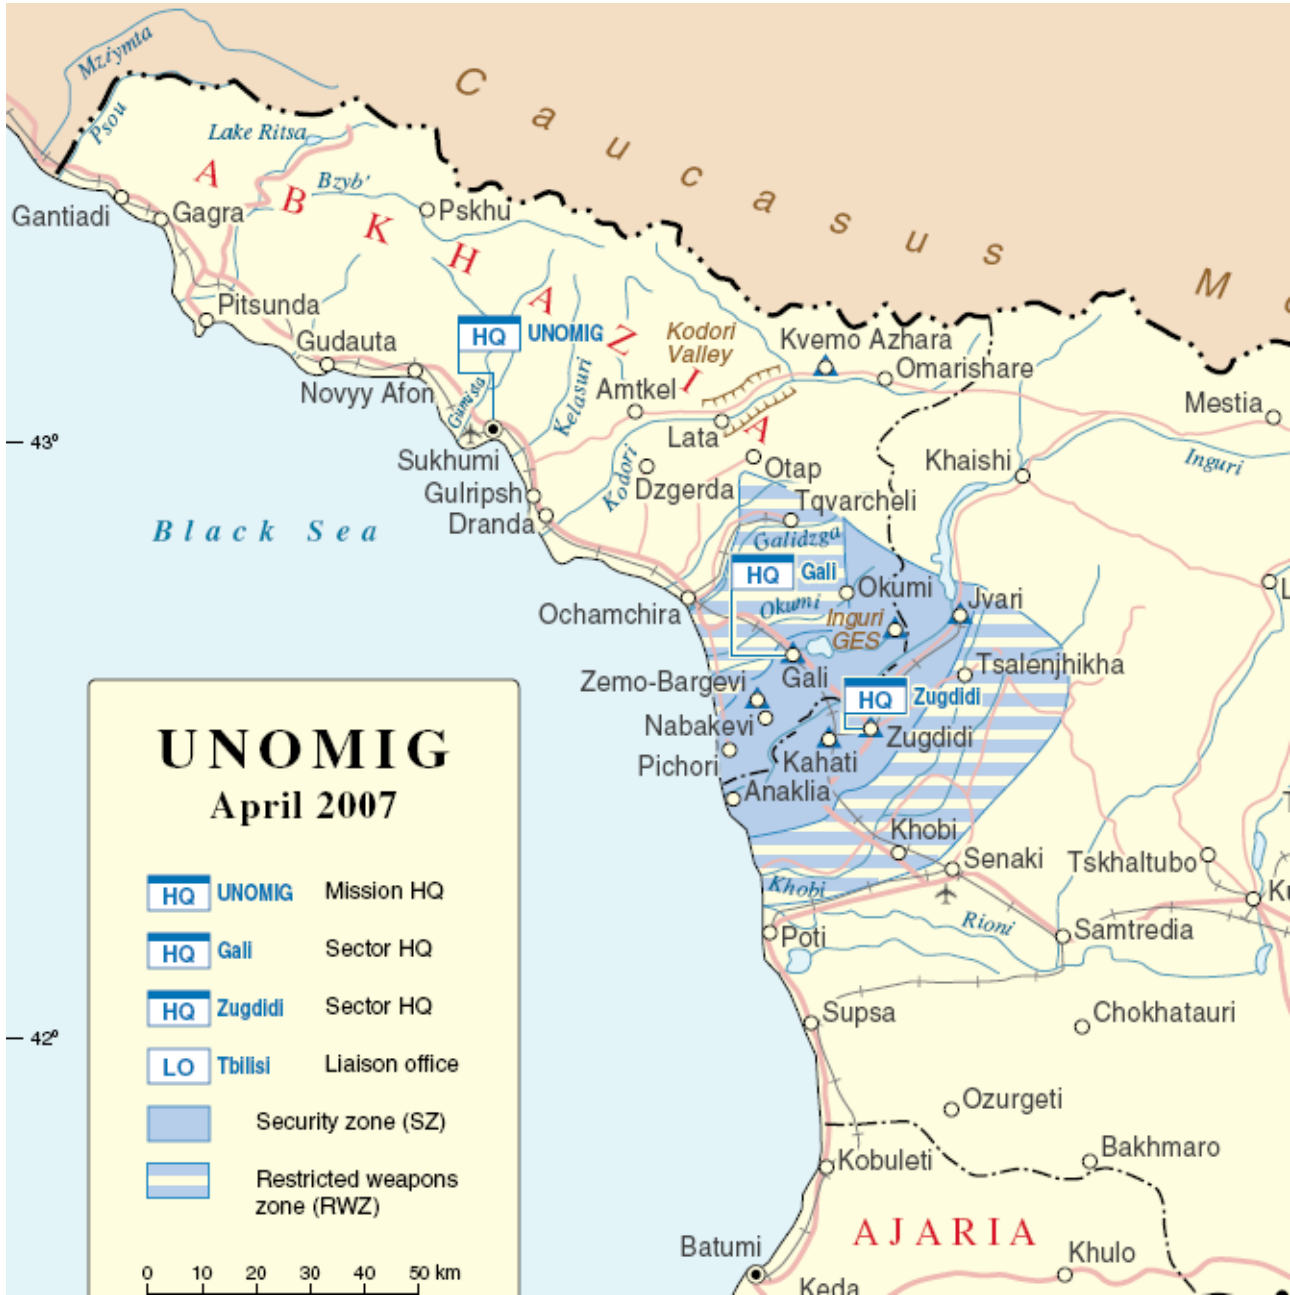 Mziymta
Psou
Lake Ritsa
Caucasus
M
ABKHAZIA
Bzyb'
Pskhu
Gantiadi
Gagra
Pitsunda
Gudauta
Novyy Afon
HQ UNOMIG
Gumista
Kelasuri
Kodori
Valley
Kvemo Azhara
Omarishare
Amtkel
Lata
Mestia
43°
Sukhumi
Kodori
Otap
Khaishi
Inguri
Gulripsh
Dzgerda
Tqvarcheli
Dranda
Black Sea
Galidzga
HQ Gali
Okumi
Okumi
Jvari
L
Ochamchira
Inguri
GES
Tsalenjhikha
Zemo-Bargevi
Gali
HQ Zugdidi
Nabakevi
Zugdidi
Pichori
Kahati
Anaklia
Khobi
Senaki
Tskhaltubo
T
Khobi
Ku
Rioni
Poti
Samtredia
Supsa
Chokhatauri
42°
Ozurgeti
Bakhmaro
Kobuleti
AJARIA
Batumi
Khulo
Keda
UNOMIG
April 2007
HQ UNOMIG Mission HQ
HQ Gali Sector HQ
HQ Zugdidi Sector HQ
LO Tbilisi Liaison office
Security zone (SZ)
Restricted weapons
zone (RWZ)
0 10 20 30 40 50 km